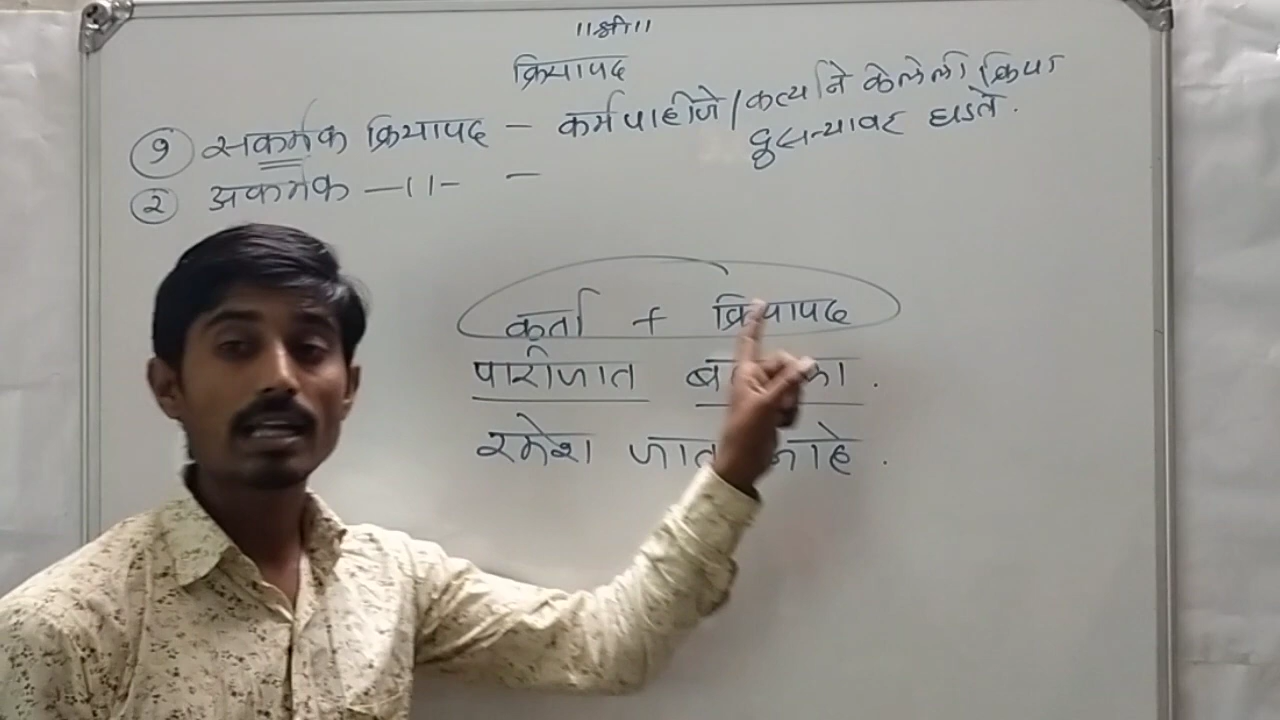 ॥श्री॥
क्रियापद
१ सकर्मक क्रियापद – कर्म पाहीजे / कर्त्याने केलेली क्रिया
दुसऱ्यावर घडते.
२ अकर्मक —॥— –
कर्ता + क्रियापद
पारीजात
रमेश